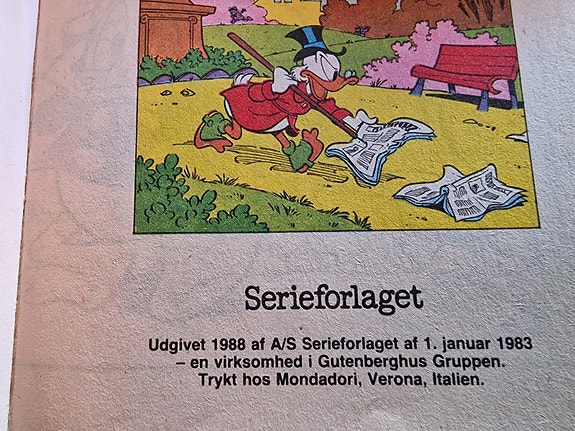 Serieforlaget
Udgivet 1988 af A/S Serieforlaget af 1. januar 1983
– en virksomhed i Gutenberghus Gruppen.
Trykt hos Mondadori, Verona, Italien.